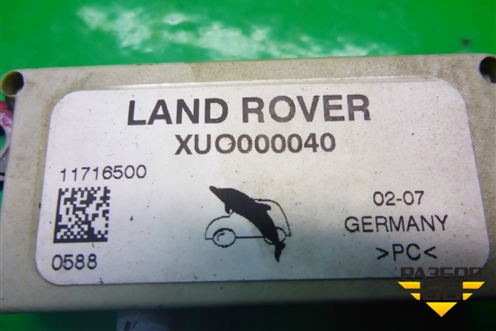 LAND ROVER
XUO000040
11716500
02-07
GERMANY
0588
>PC<
РАЗБОР